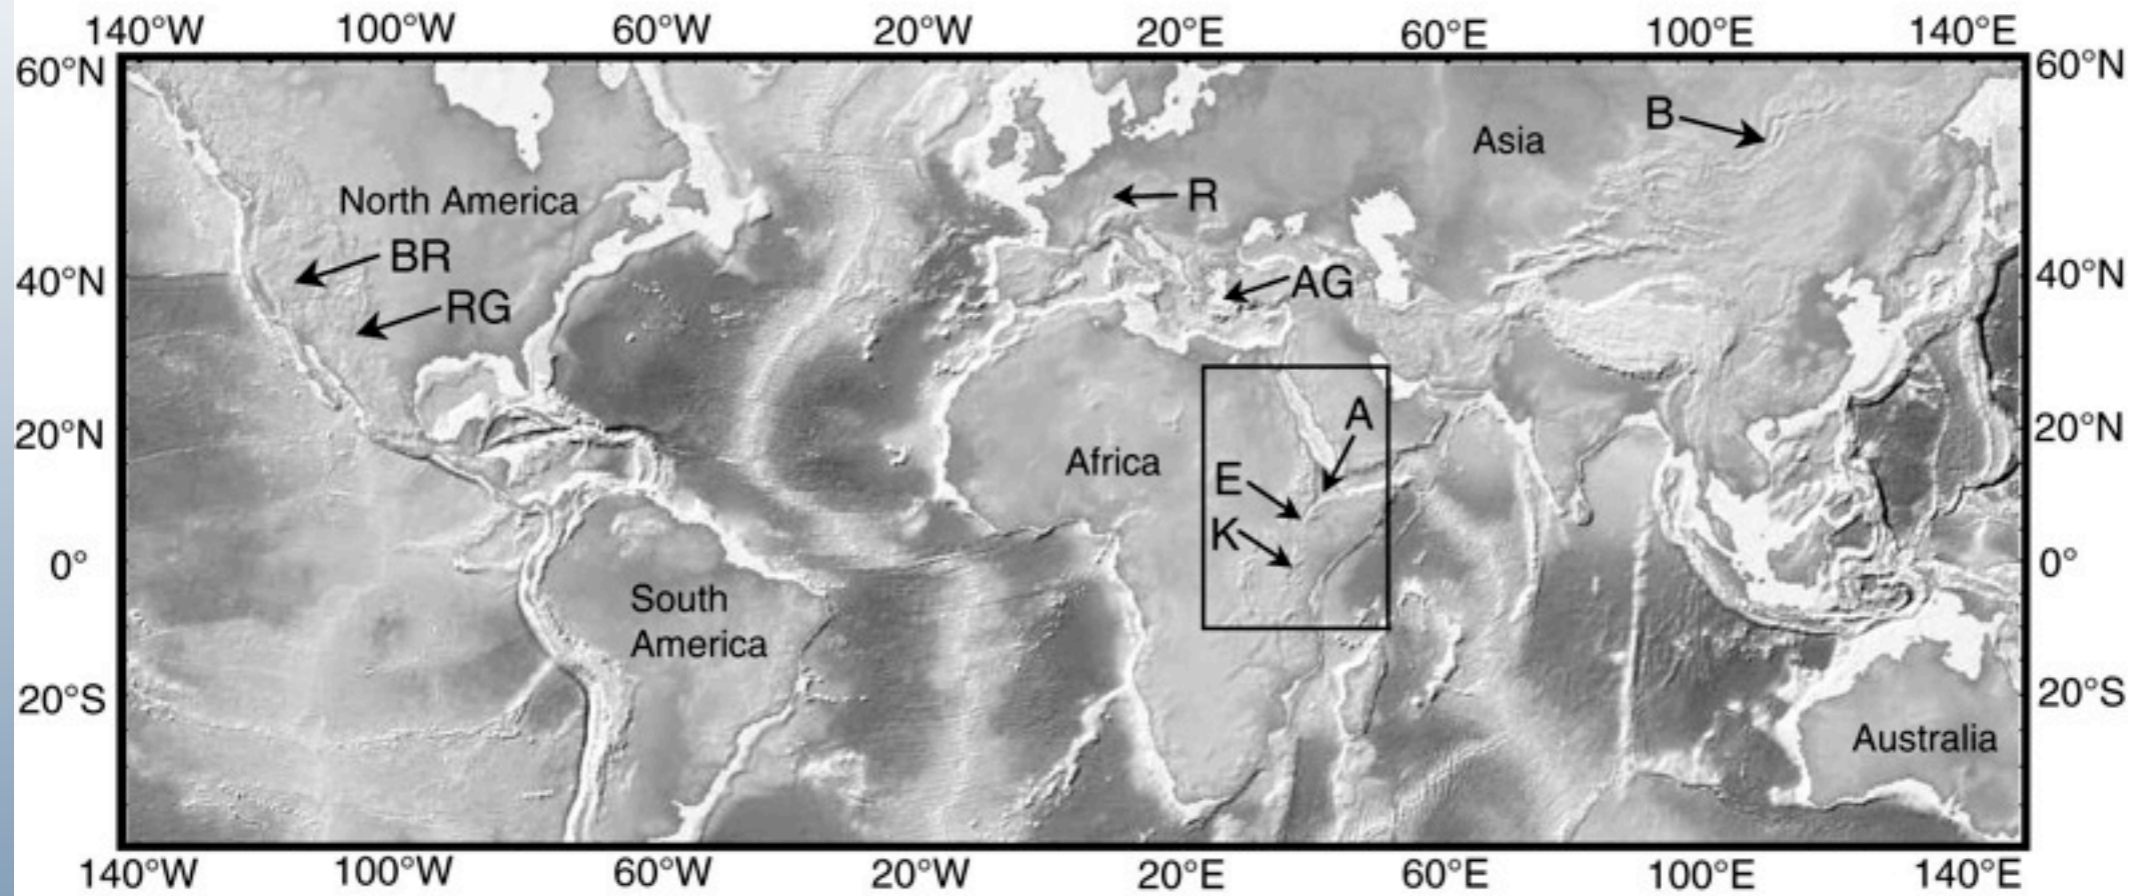 140°W 100°W 60°W 20°W 20°E 60°E 100°E 140°E
60°N 60°N
B
Asia
R
North America
BR
AG
40°N 40°N
RG
A
20°N 20°N
Africa
E
K
0° 0°
South
America
20°S 20°S
Australia
140°W 100°W 60°W 20°W 20°E 60°E 100°E 140°E